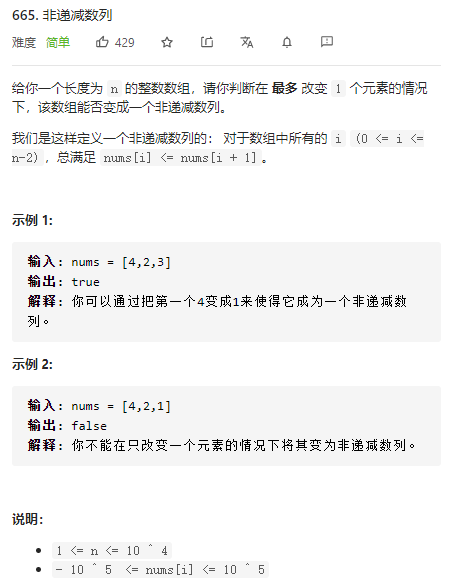 665. 非递减数列
难度 简单 429
给你一个长度为 n 的整数数组，请你判断在 最多 改变 1 个元素的情况
下，该数组能否变成一个非递减数列。
我们是这样定义一个非递减数列的： 对于数组中所有的 i (0 <= i <=
n-2)，总满足 nums[i] <= nums[i + 1]。
示例 1:
输入: nums = [4,2,3]
输出: true
解释: 你可以通过把第一个4变成1来使得它成为一个非递减数
列。
示例 2:
输入: nums = [4,2,1]
输出: false
解释: 你不能在只改变一个元素的情况下将其变为非递减数列。
说明：
1 <= n <= 10 ^ 4
- 10 ^ 5 <= nums[i] <= 10 ^ 5